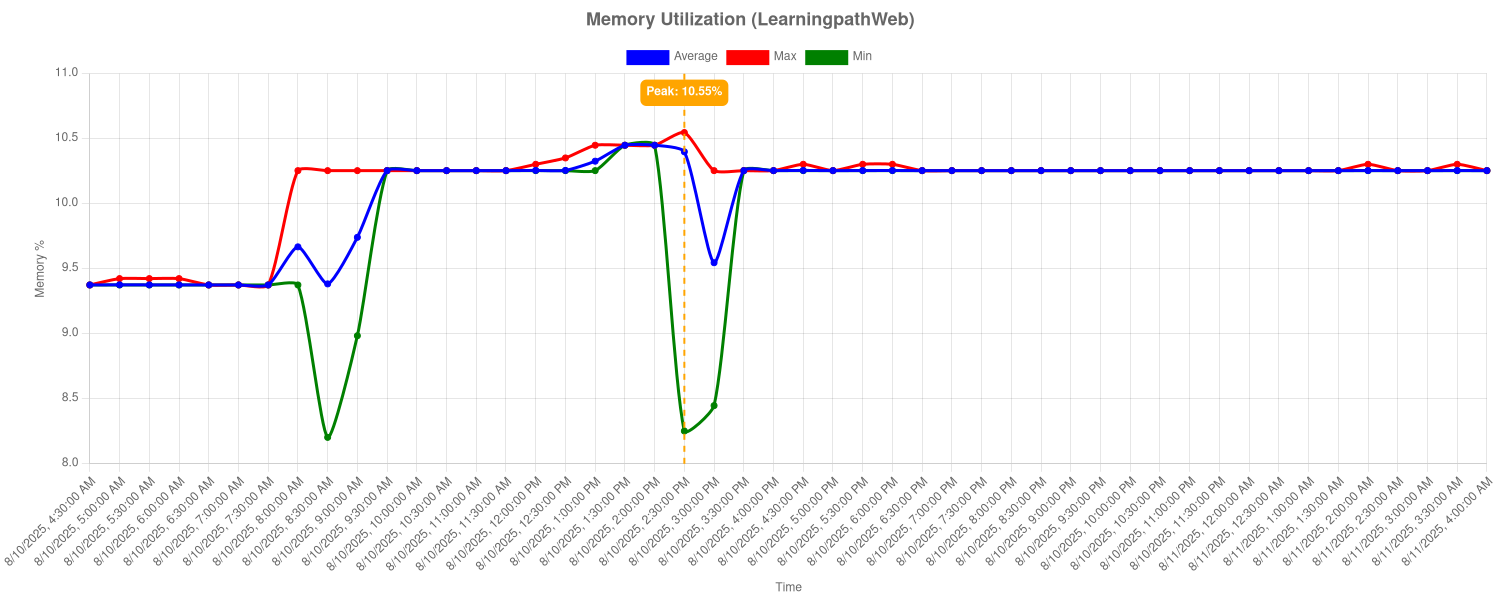 Memory Utilization (LearningpathWeb)
Average Max Min
Peak: 10.55%
11.0
10.5
10.0
9.5
9.0
8.5
8.0
Memory %
8/10/2025, 4:30:00 AM
8/10/2025, 5:00:00 AM
8/10/2025, 5:30:00 AM
8/10/2025, 6:00:00 AM
8/10/2025, 6:30:00 AM
8/10/2025, 7:00:00 AM
8/10/2025, 7:30:00 AM
8/10/2025, 8:00:00 AM
8/10/2025, 8:30:00 AM
8/10/2025, 9:00:00 AM
8/10/2025, 9:30:00 AM
8/10/2025, 10:00:00 AM
8/10/2025, 10:30:00 AM
8/10/2025, 11:00:00 AM
8/10/2025, 11:30:00 AM
8/10/2025, 12:00:00 PM
8/10/2025, 12:30:00 PM
8/10/2025, 1:00:00 PM
8/10/2025, 1:30:00 PM
8/10/2025, 2:00:00 PM
8/10/2025, 2:30:00 PM
8/10/2025, 3:00:00 PM
8/10/2025, 3:30:00 PM
8/10/2025, 4:00:00 PM
8/10/2025, 4:30:00 PM
8/10/2025, 5:00:00 PM
8/10/2025, 5:30:00 PM
8/10/2025, 6:00:00 PM
8/10/2025, 6:30:00 PM
8/10/2025, 7:00:00 PM
8/10/2025, 7:30:00 PM
8/10/2025, 8:00:00 PM
8/10/2025, 8:30:00 PM
8/10/2025, 9:00:00 PM
8/10/2025, 9:30:00 PM
8/10/2025, 10:00:00 PM
8/10/2025, 10:30:00 PM
8/10/2025, 11:00:00 PM
8/10/2025, 11:30:00 PM
8/11/2025, 12:00:00 AM
8/11/2025, 12:30:00 AM
8/11/2025, 1:00:00 AM
8/11/2025, 1:30:00 AM
8/11/2025, 2:00:00 AM
8/11/2025, 2:30:00 AM
8/11/2025, 3:00:00 AM
8/11/2025, 3:30:00 AM
8/11/2025, 4:00:00 AM
Time